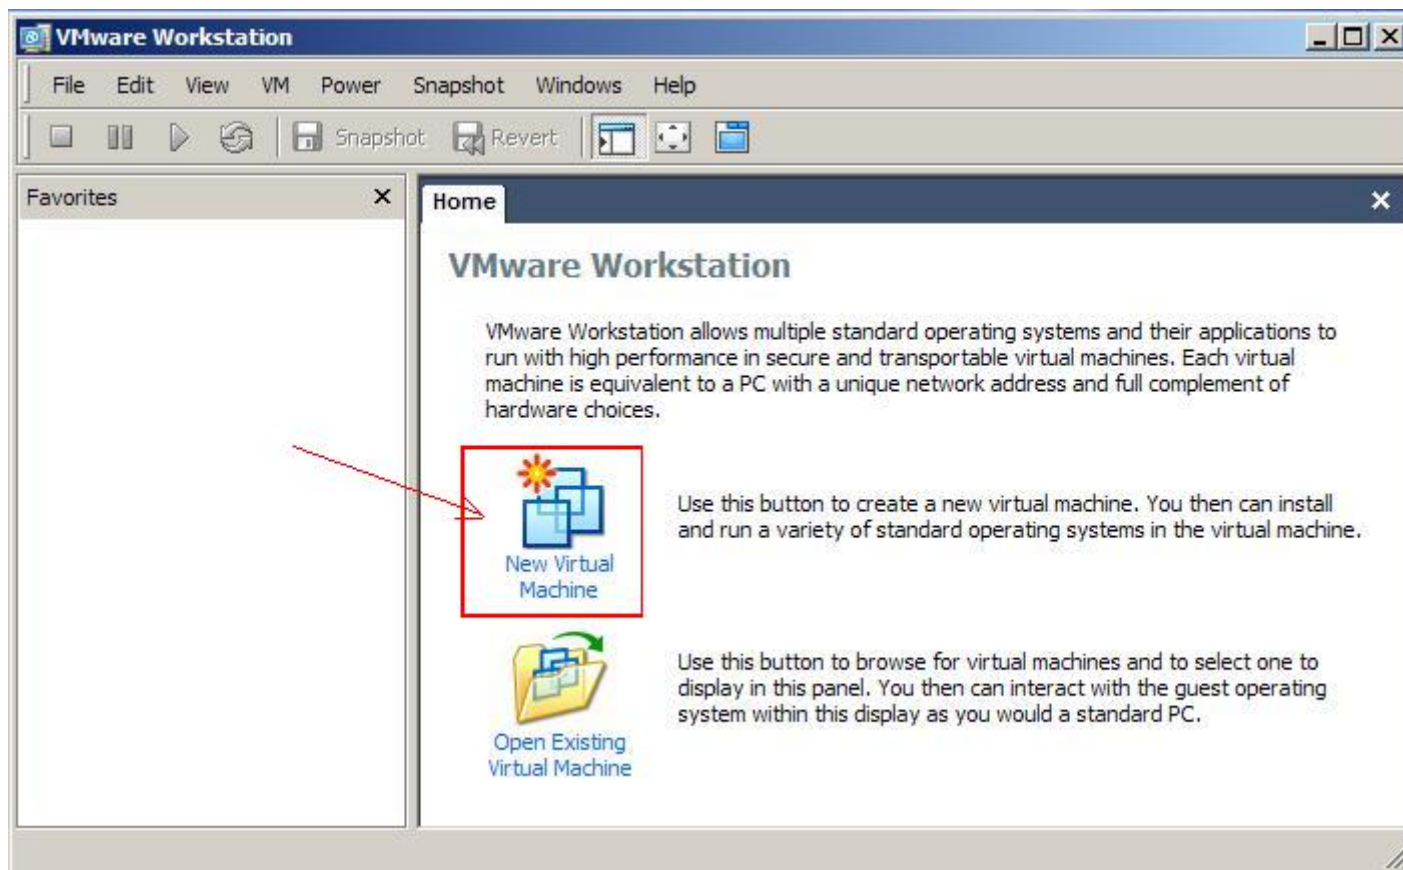 VMware Workstation
File Edit View VM Power Snapshot Windows Help
Snapshot Revert
Favorites
Home
VMware Workstation
VMware Workstation allows multiple standard operating systems and their applications to
run with high performance in secure and transportable virtual machines. Each virtual
machine is equivalent to a PC with a unique network address and full complement of
hardware choices.
New Virtual
Machine
Use this button to create a new virtual machine. You then can install
and run a variety of standard operating systems in the virtual machine.
Open Existing
Virtual Machine
Use this button to browse for virtual machines and to select one to
display in this panel. You then can interact with the guest operating
system within this display as you would a standard PC.